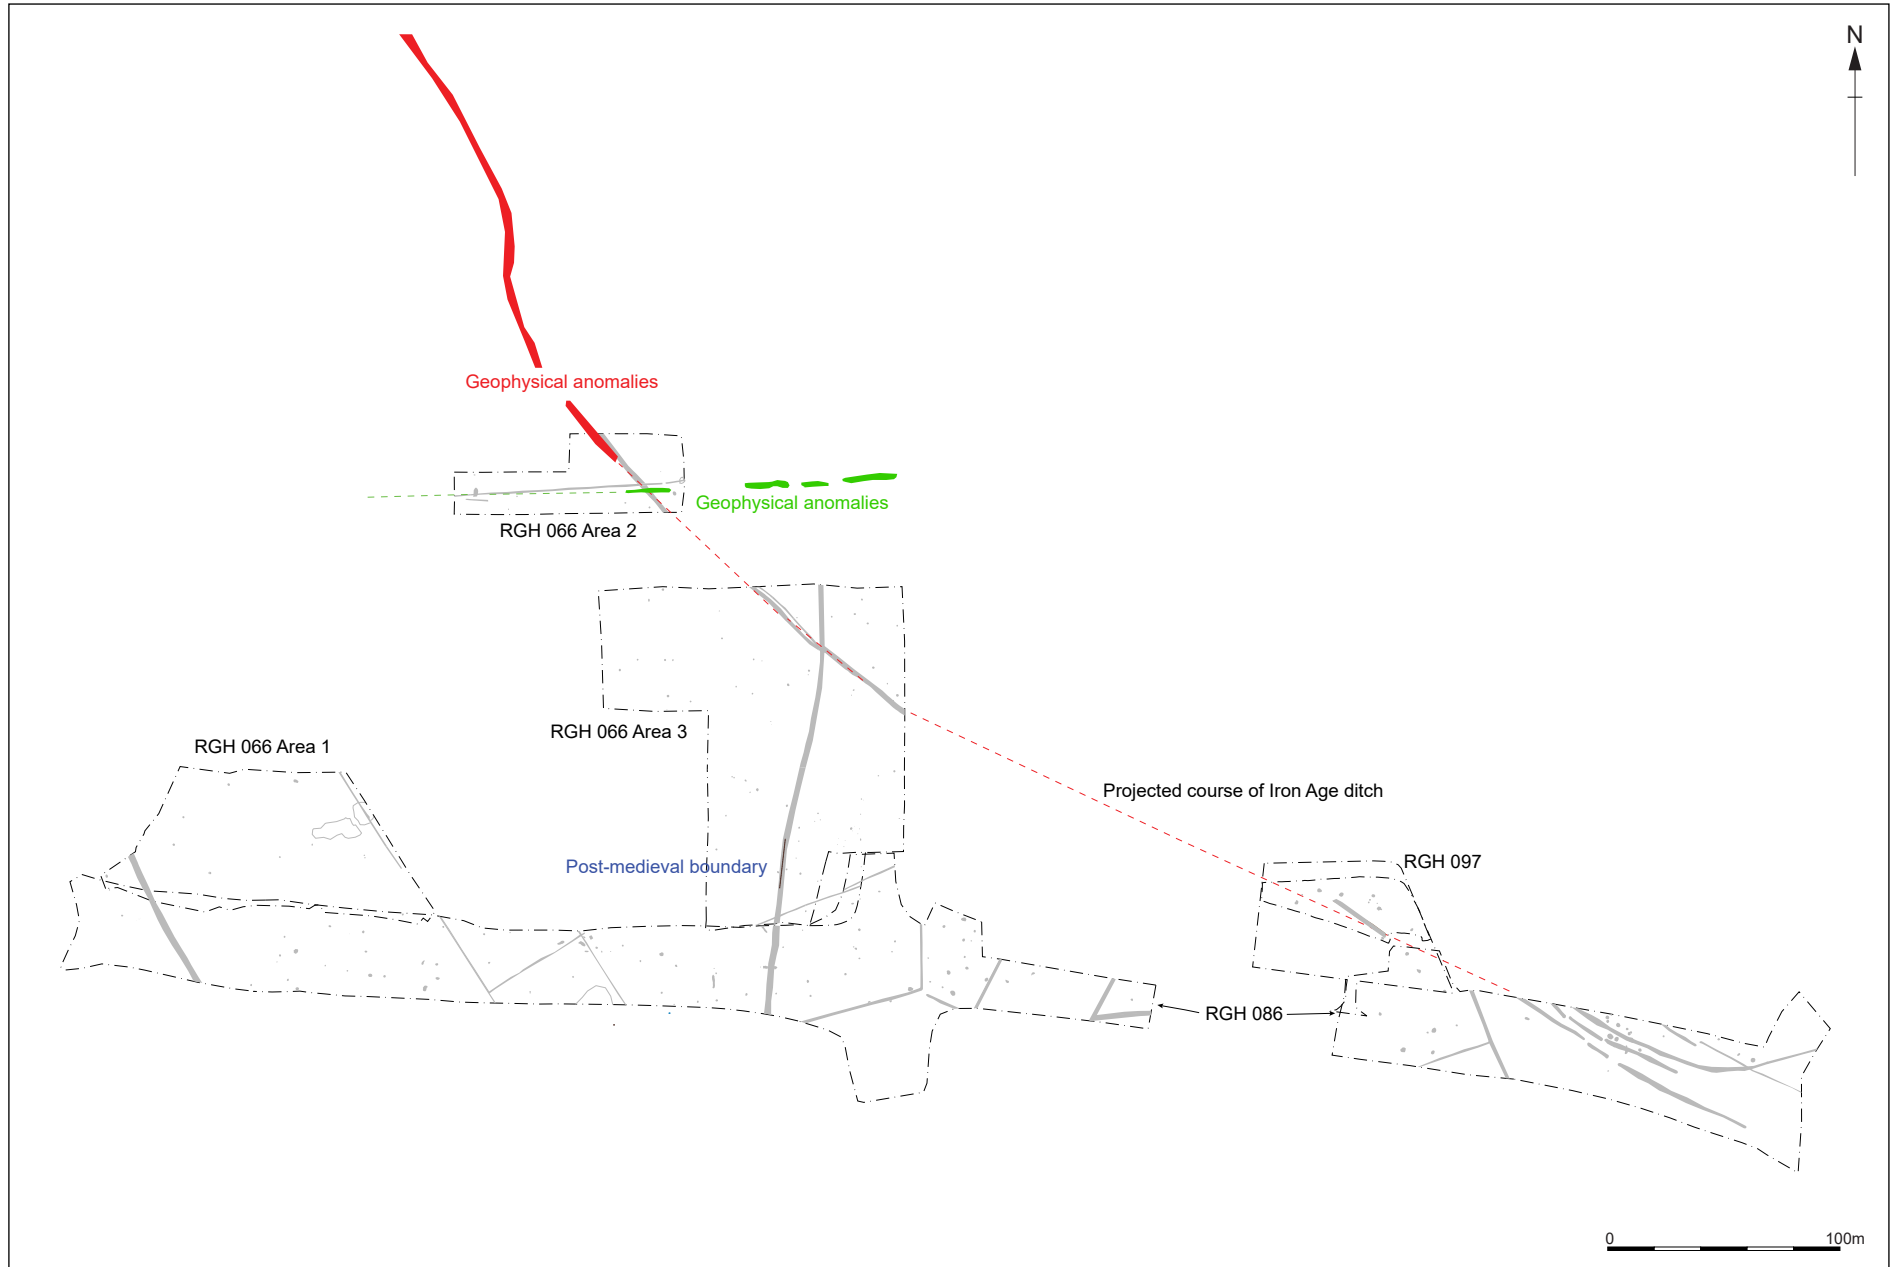 N
Geophysical anomalies
Geophysical anomalies
RGH 066 Area 2
RGH 066 Area 3
RGH 066 Area 1
Projected course of Iron Age ditch
Post-medieval boundary
RGH 097
RGH 086
0 100m